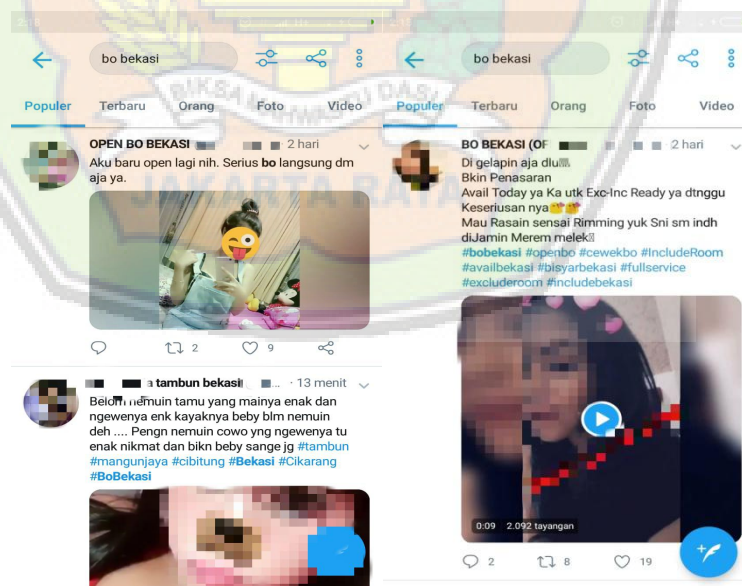 bo bekasi
Populer Terbaru Orang Foto Video
OPEN BO BEKASI · 2 hari
Aku baru open lagi nih. Serius bo langsung dm
aja ya.
2 9
a tambun bekasi ... · 13 menit
Belom nemuin tamu yang mainya enak dan
ngewenya enk kayaknya beby blm nemuin
deh .... Pengn nemuin cowo yng ngewenya tu
enak nikmat dan bikn beby sange jg #tambun
#mangunjaya #cibitung #Bekasi #Cikarang
#BoBekasi
bo bekasi
Populer Terbaru Orang Foto Video
BO BEKASI (OF · 2 hari
Di gelapin aja dlu
Bkin Penasaran
Avail Today ya Ka utk Exc-Inc Ready ya dtnggu
Keseriusan nya
Mau Rasain sensai Rimming yuk Sni sm indh
diJamin Merem melek
#bobekasi #openbo #cewekbo #IncludeRoom
#availbekasi #bisyarbekasi #fullservice
#excluderoom #includebekasi
0:09 2.092 tayangan
2 8 19
JAKARTA RAYA